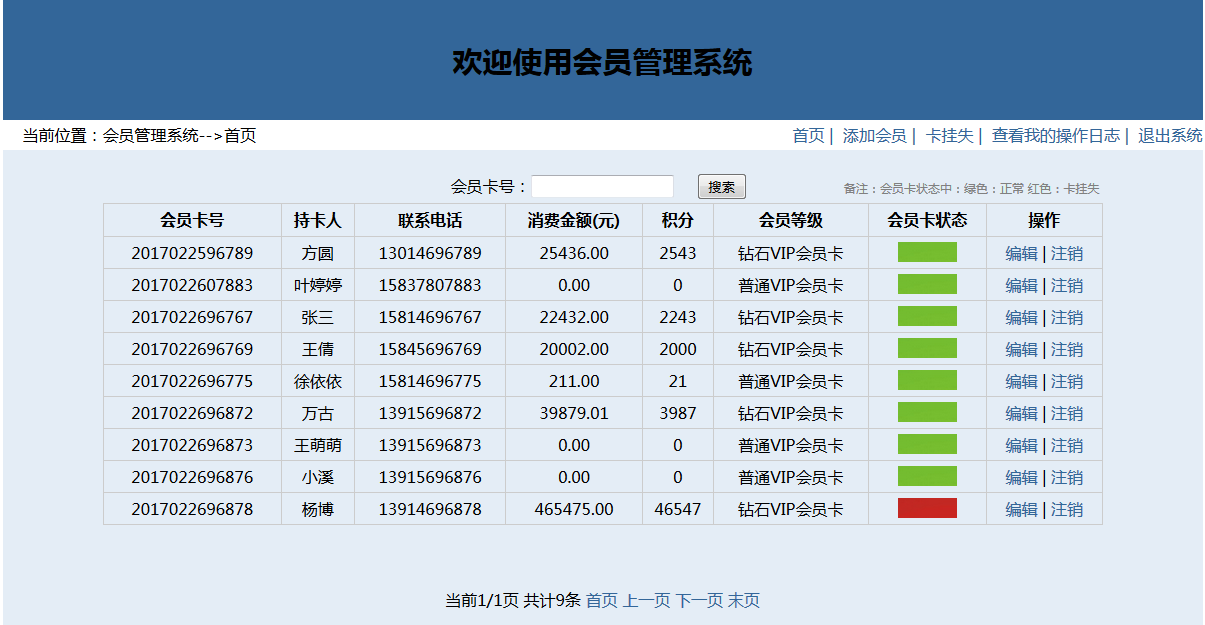 欢迎使用会员管理系统
当前位置：会员管理系统-->首页 首页 | 添加会员 | 卡挂失 | 查看我的操作日志 | 退出系统
会员卡号： 搜索 备注：会员卡状态中：绿色：正常 红色：卡挂失
会员卡号 持卡人 联系电话 消费金额(元) 积分 会员等级 会员卡状态 操作
2017022596789 方圆 13014696789 25436.00 2543 钻石VIP会员卡 编辑 | 注销
2017022607883 叶婷婷 15837807883 0.00 0 普通VIP会员卡 编辑 | 注销
2017022696767 张三 15814696767 22432.00 2243 钻石VIP会员卡 编辑 | 注销
2017022696769 王倩 15845696769 20002.00 2000 钻石VIP会员卡 编辑 | 注销
2017022696775 徐依依 15814696775 211.00 21 普通VIP会员卡 编辑 | 注销
2017022696872 万古 13915696872 39879.01 3987 钻石VIP会员卡 编辑 | 注销
2017022696873 王萌萌 13915696873 0.00 0 普通VIP会员卡 编辑 | 注销
2017022696876 小溪 13915696876 0.00 0 普通VIP会员卡 编辑 | 注销
2017022696878 杨博 13914696878 465475.00 46547 钻石VIP会员卡 编辑 | 注销
当前1/1页 共计9条 首页 上一页 下一页 末页